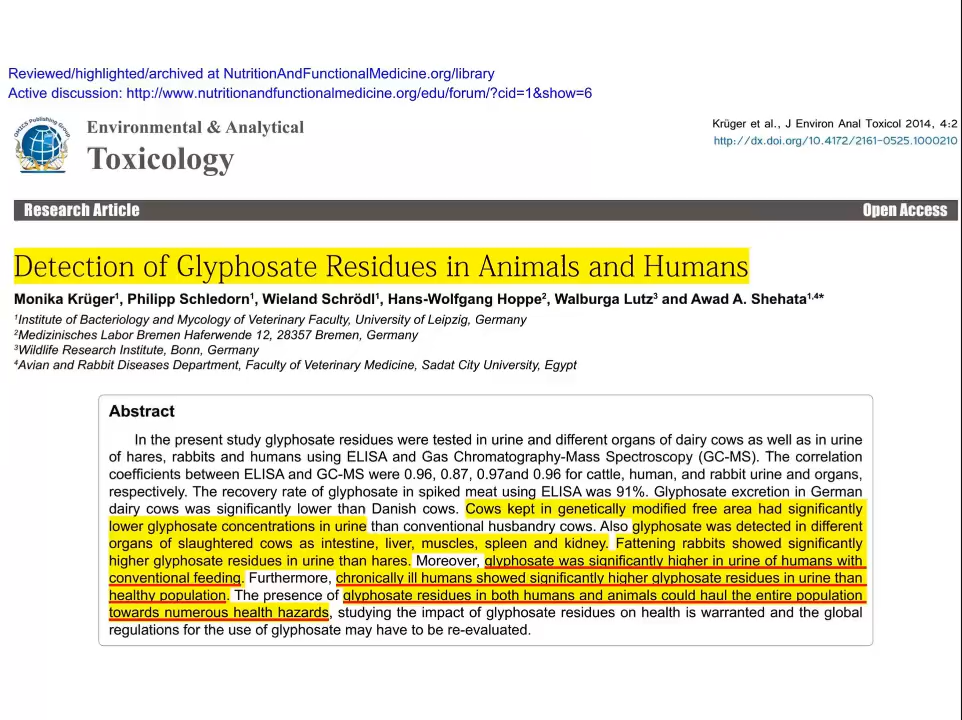 Reviewed/highlighted/archived at NutritionAndFunctionalMedicine.org/library
Active discussion: http://www.nutritionandfunctionalmedicine.org/edu/forum/?cid=1&show=6
OMICS Publishing Group
Environmental & Analytical
Toxicology
Krüger et al., J Environ Anal Toxicol 2014, 4:2
http://dx.doi.org/10.4172/2161-0525.1000210
Research Article Open Access
Detection of Glyphosate Residues in Animals and Humans
Monika Krüger1, Philipp Schledorn1, Wieland Schrödl1, Hans-Wolfgang Hoppe2, Walburga Lutz3 and Awad A. Shehata1,4*
1Institute of Bacteriology and Mycology of Veterinary Faculty, University of Leipzig, Germany
2Medizinisches Labor Bremen Haferwende 12, 28357 Bremen, Germany
3Wildlife Research Institute, Bonn, Germany
4Avian and Rabbit Diseases Department, Faculty of Veterinary Medicine, Sadat City University, Egypt
Abstract
In the present study glyphosate residues were tested in urine and different organs of dairy cows as well as in urine
of hares, rabbits and humans using ELISA and Gas Chromatography-Mass Spectroscopy (GC-MS). The correlation
coefficients between ELISA and GC-MS were 0.96, 0.87, 0.97and 0.96 for cattle, human, and rabbit urine and organs,
respectively. The recovery rate of glyphosate in spiked meat using ELISA was 91%. Glyphosate excretion in German
dairy cows was significantly lower than Danish cows. Cows kept in genetically modified free area had significantly
lower glyphosate concentrations in urine than conventional husbandry cows. Also glyphosate was detected in different
organs of slaughtered cows as intestine, liver, muscles, spleen and kidney. Fattening rabbits showed significantly
higher glyphosate residues in urine than hares. Moreover, glyphosate was significantly higher in urine of humans with
conventional feeding. Furthermore, chronically ill humans showed significantly higher glyphosate residues in urine than
healthy population. The presence of glyphosate residues in both humans and animals could haul the entire population
towards numerous health hazards, studying the impact of glyphosate residues on health is warranted and the global
regulations for the use of glyphosate may have to be re-evaluated.